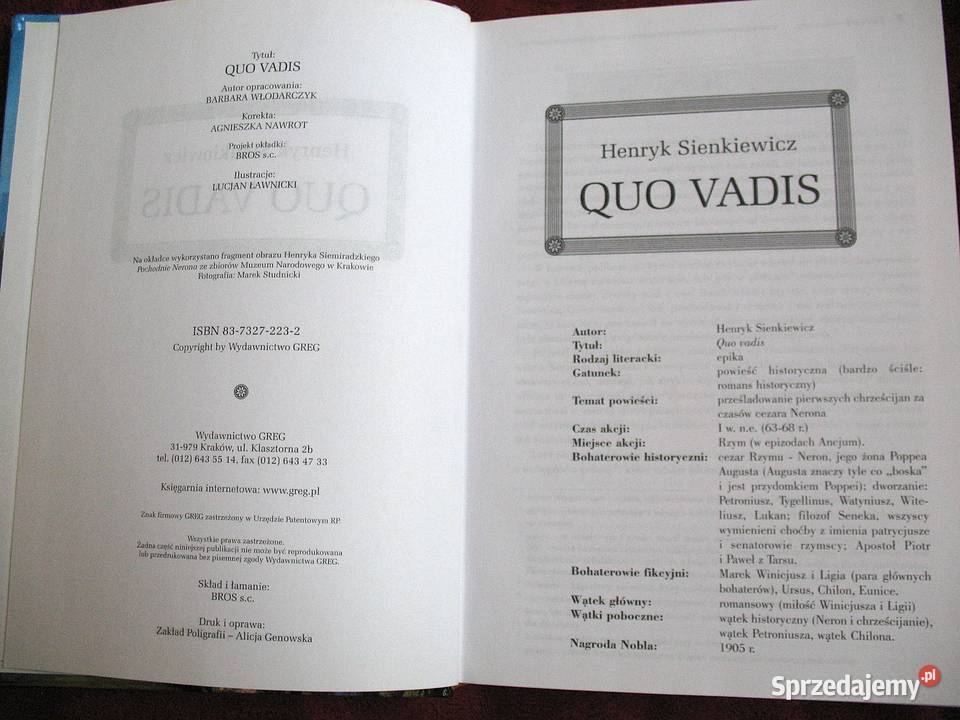 Tytuł:
QUO VADIS
Autor opracowania:
BARBARA WŁODARCZYK
Korekta:
AGNIESZKA NAWROT
Projekt okładki:
BROS s.c.
Ilustracje:
LUCJAN ŁAWNICKI
Na okładce wykorzystano fragment obrazu Henryka Siemiradzkiego
Pochodnie Nerona ze zbiorów Muzeum Narodowego w Krakowie
Fotografia: Marek Studnicki
ISBN 83-7327-223-2
Copyright by Wydawnictwo GREG
Wydawnictwo GREG
31-979 Kraków, ul. Klasztorna 2b
tel. (012) 643 55 14, fax (012) 643 47 33
Księgarnia internetowa: www.greg.pl
Znak firmowy GREG zastrzeżony w Urzędzie Patentowym RP.
Wszystkie prawa zastrzeżone.
Żadna część niniejszej publikacji nie może być reprodukowana
lub przedrukowana bez pisemnej zgody Wydawnictwa GREG.
Skład i łamanie:
BROS s.c.
Druk i oprawa:
Zakład Poligrafii – Alicja Genowska
Henryk Sienkiewicz
QUO VADIS
Autor: Henryk Sienkiewicz
Tytuł: Quo vadis
Rodzaj literacki: epika
Gatunek: powieść historyczna (bardzo ściśle:
romans historyczny)
Temat powieści: prześladowanie pierwszych chrześcijan za
czasów cezara Nerona
Czas akcji: I w. n.e. (63-68 r.)
Miejsce akcji: Rzym (w epizodach Ancjum).
Bohaterowie historyczni: cezar Rzymu - Neron, jego żona Poppea
Augusta (Augusta znaczy tyle co „boska"
i jest przydomkiem Poppei); dworzanie:
Petroniusz, Tygellinus, Watyniusz, Wite-
liusz, Lukan; filozof Seneka, wszyscy
wymienieni choćby z imienia patrycjusze
i senatorowie rzymscy; Apostoł Piotr
i Paweł z Tarsu.
Bohaterowie fikcyjni: Marek Winicjusz i Ligia (para głównych
bohaterów), Ursus, Chilon, Eunice.
Wątek główny: romansowy (miłość Winicjusza i Ligii)
Wątki poboczne: wątek historyczny (Neron i chrześcijanie),
wątek Petroniusza, wątek Chilona.
Nagroda Nobla: 1905 r.
Sprzedajemy.pl